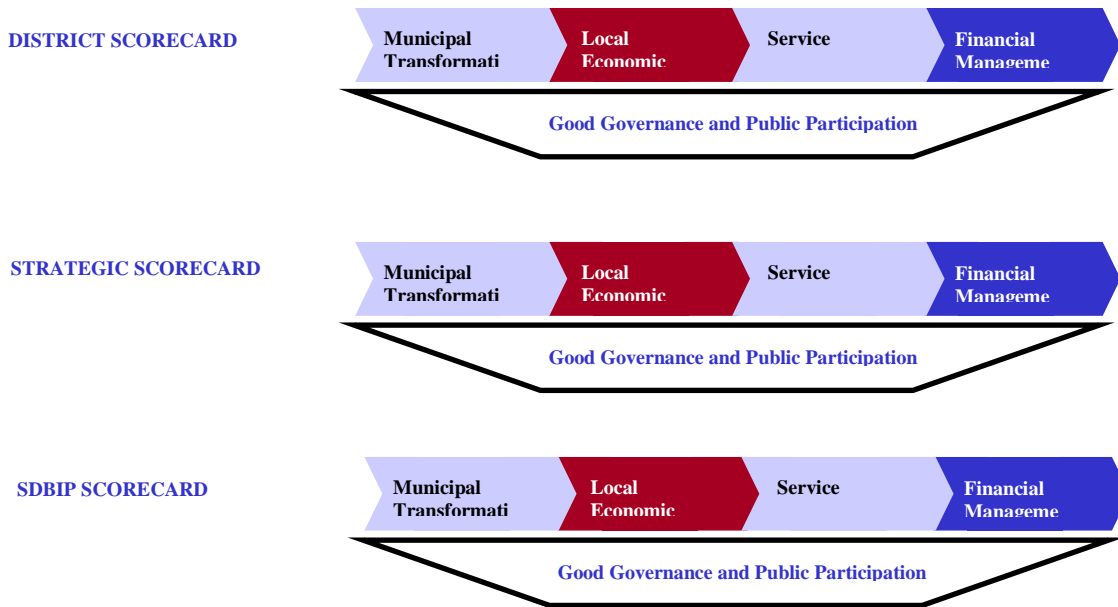 DISTRICT SCORECARD
Municipal
Transformati
Local
Economic
Service
Financial
Manageme
Good Governance and Public Participation
STRATEGIC SCORECARD
Municipal
Transformati
Local
Economic
Service
Financial
Manageme
Good Governance and Public Participation
SDBIP SCORECARD
Municipal
Transformati
Local
Economic
Service
Financial
Manageme
Good Governance and Public Participation